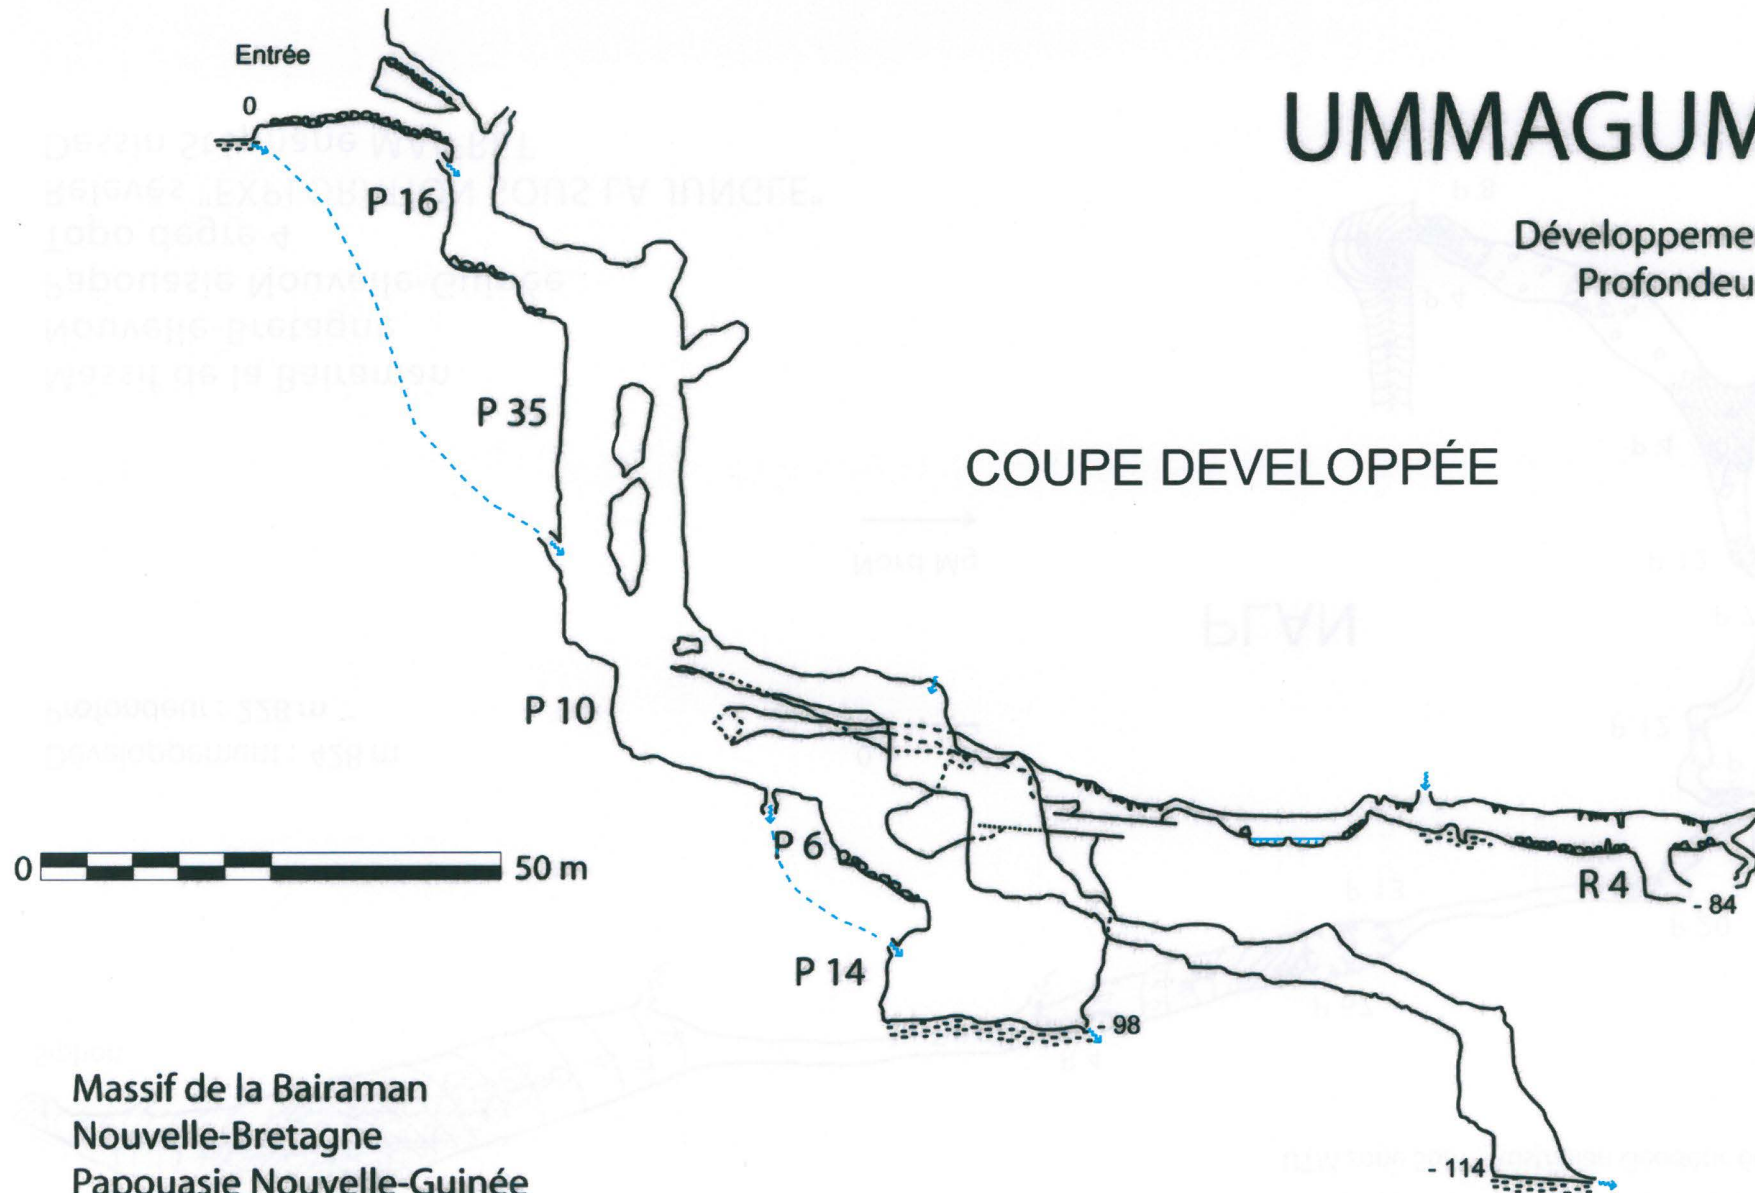 Entrée
0
UMMAGUM
P 16
Développeme
Profondeu
P 35
COUPE DEVELOPPÉE
P 10
P 6
0 50 m
R 4
- 84
P 14
- 98
Massif de la Bairaman
Nouvelle-Bretagne
Papouasie Nouvelle-Guinée
- 114